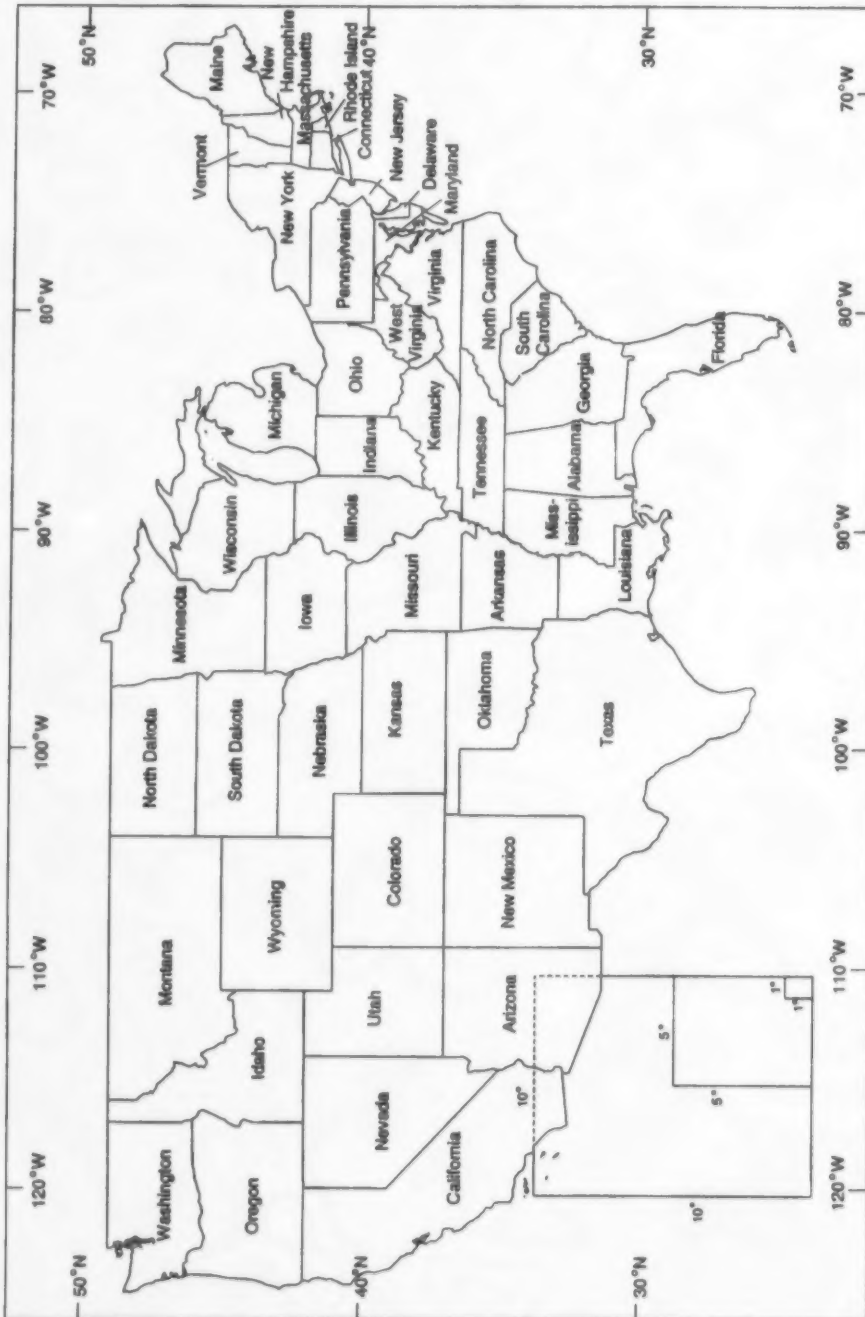 120°W
110°W
100°W
90°W
80°W
70°W
50°N
50°N
Washington
Montana
North Dakota
Minnesota
Maine
Vermont
New
Hampshire
Massachusetts
Rhode Island
Connecticut 40°N
Oregon
Idaho
Wyoming
South Dakota
Wisconsin
Michigan
New York
New Jersey
Delaware
Maryland
40°N
Nevada
Utah
Colorado
Nebraska
Kansas
Iowa
Missouri
Illinois
Indiana
Ohio
Pennsylvania
West
Virginia
Virginia
Kentucky
California
Arizona
New Mexico
Oklahoma
Arkansas
Tennessee
North Carolina
South
Carolina
Texas
Louisiana
Miss-
issippi
Alabama
Georgia
Florida
30°N
30°N
10°
10°
5°
5°
1°
1°
120°W
110°W
100°W
90°W
80°W
70°W